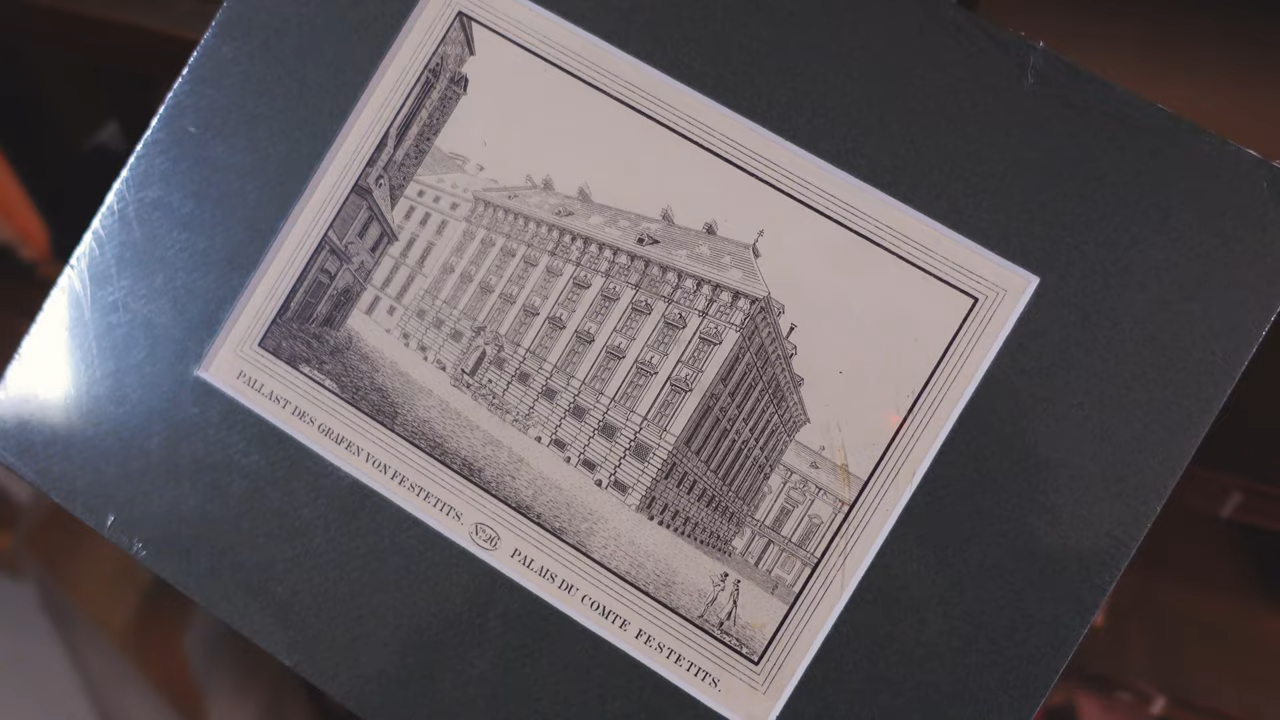 PALLAST DES GRAFEN VON FESTETITS. No. 26 PALAIS DU COMTE FESTETITS.